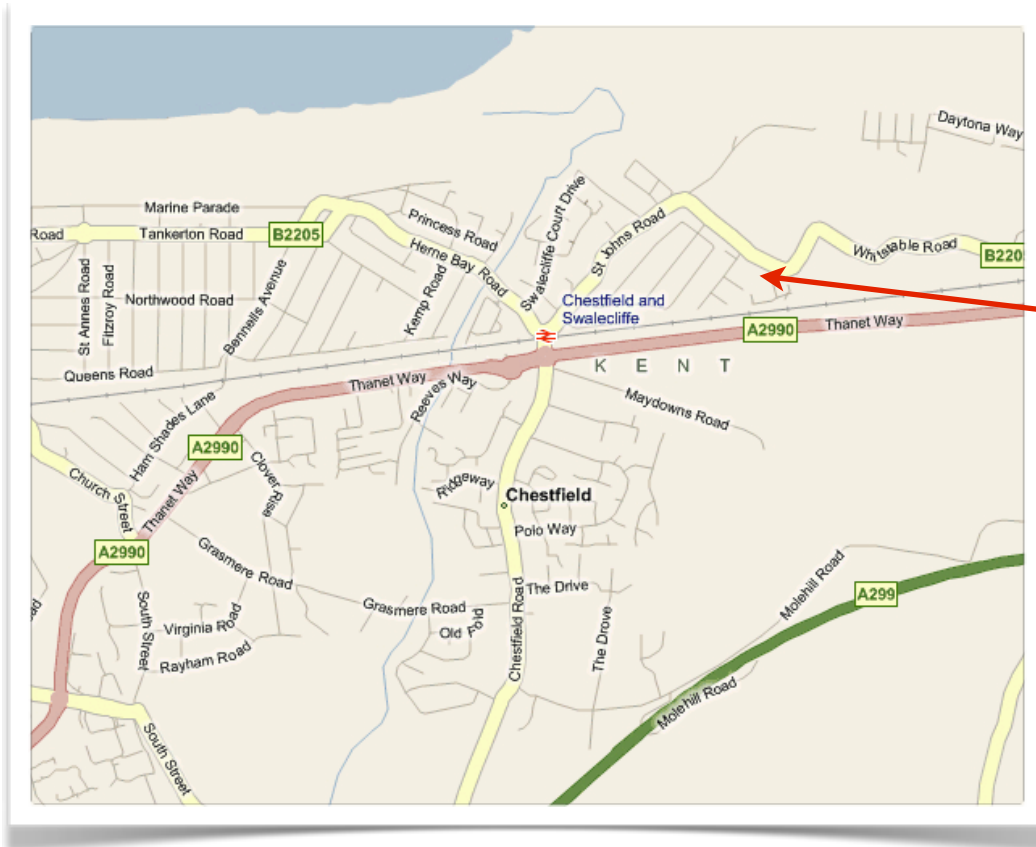 Daytona Way
Marine Parade
Princess Road
Swalecliffe Court Drive
St Johns Road
Road
Tankerton Road
B2205
Herne Bay Road
Whitstable Road
B220
St Annes Road
Fitzroy Road
Northwood Road
Bennells Avenue
Kemp Road
Chestfield and
Swalecliffe
A2990
Thanet Way
KENT
Queens Road
Thanet Way
Reeves Way
Maydowns Road
Ham Shades Lane
A2990
Clover Rise
Church Street
Thanet Way
Ridgeway
Chestfield
Polo Way
A2990
Grasmere Road
Grasmere Road
Old Fold
Chestfield Road
The Drive
The Drove
Molehill Road
A299
South Street
Virginia Road
Rayham Road
Molehill Road
South Street